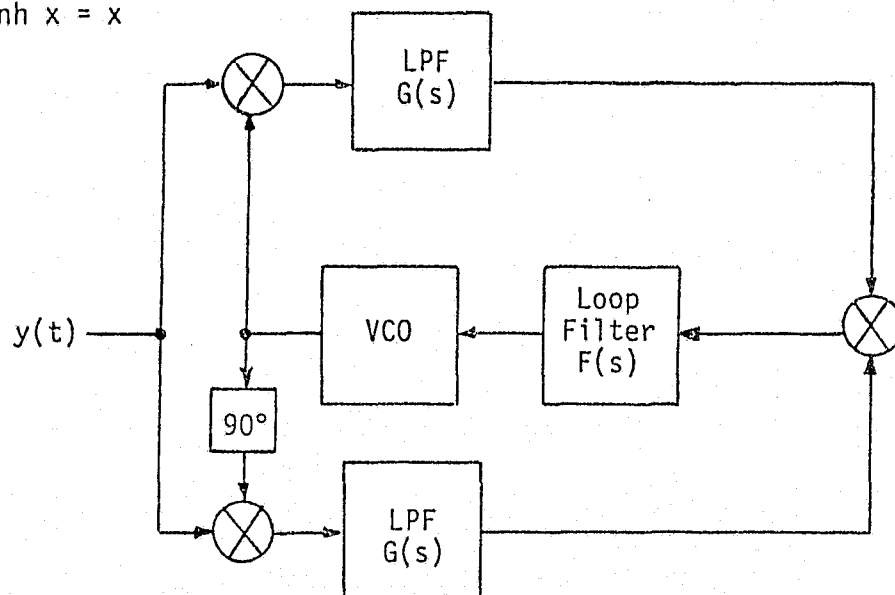 nh x = x
LPF
G(s)
y(t)
VCO
Loop
Filter
F(s)
90°
LPF
G(s)